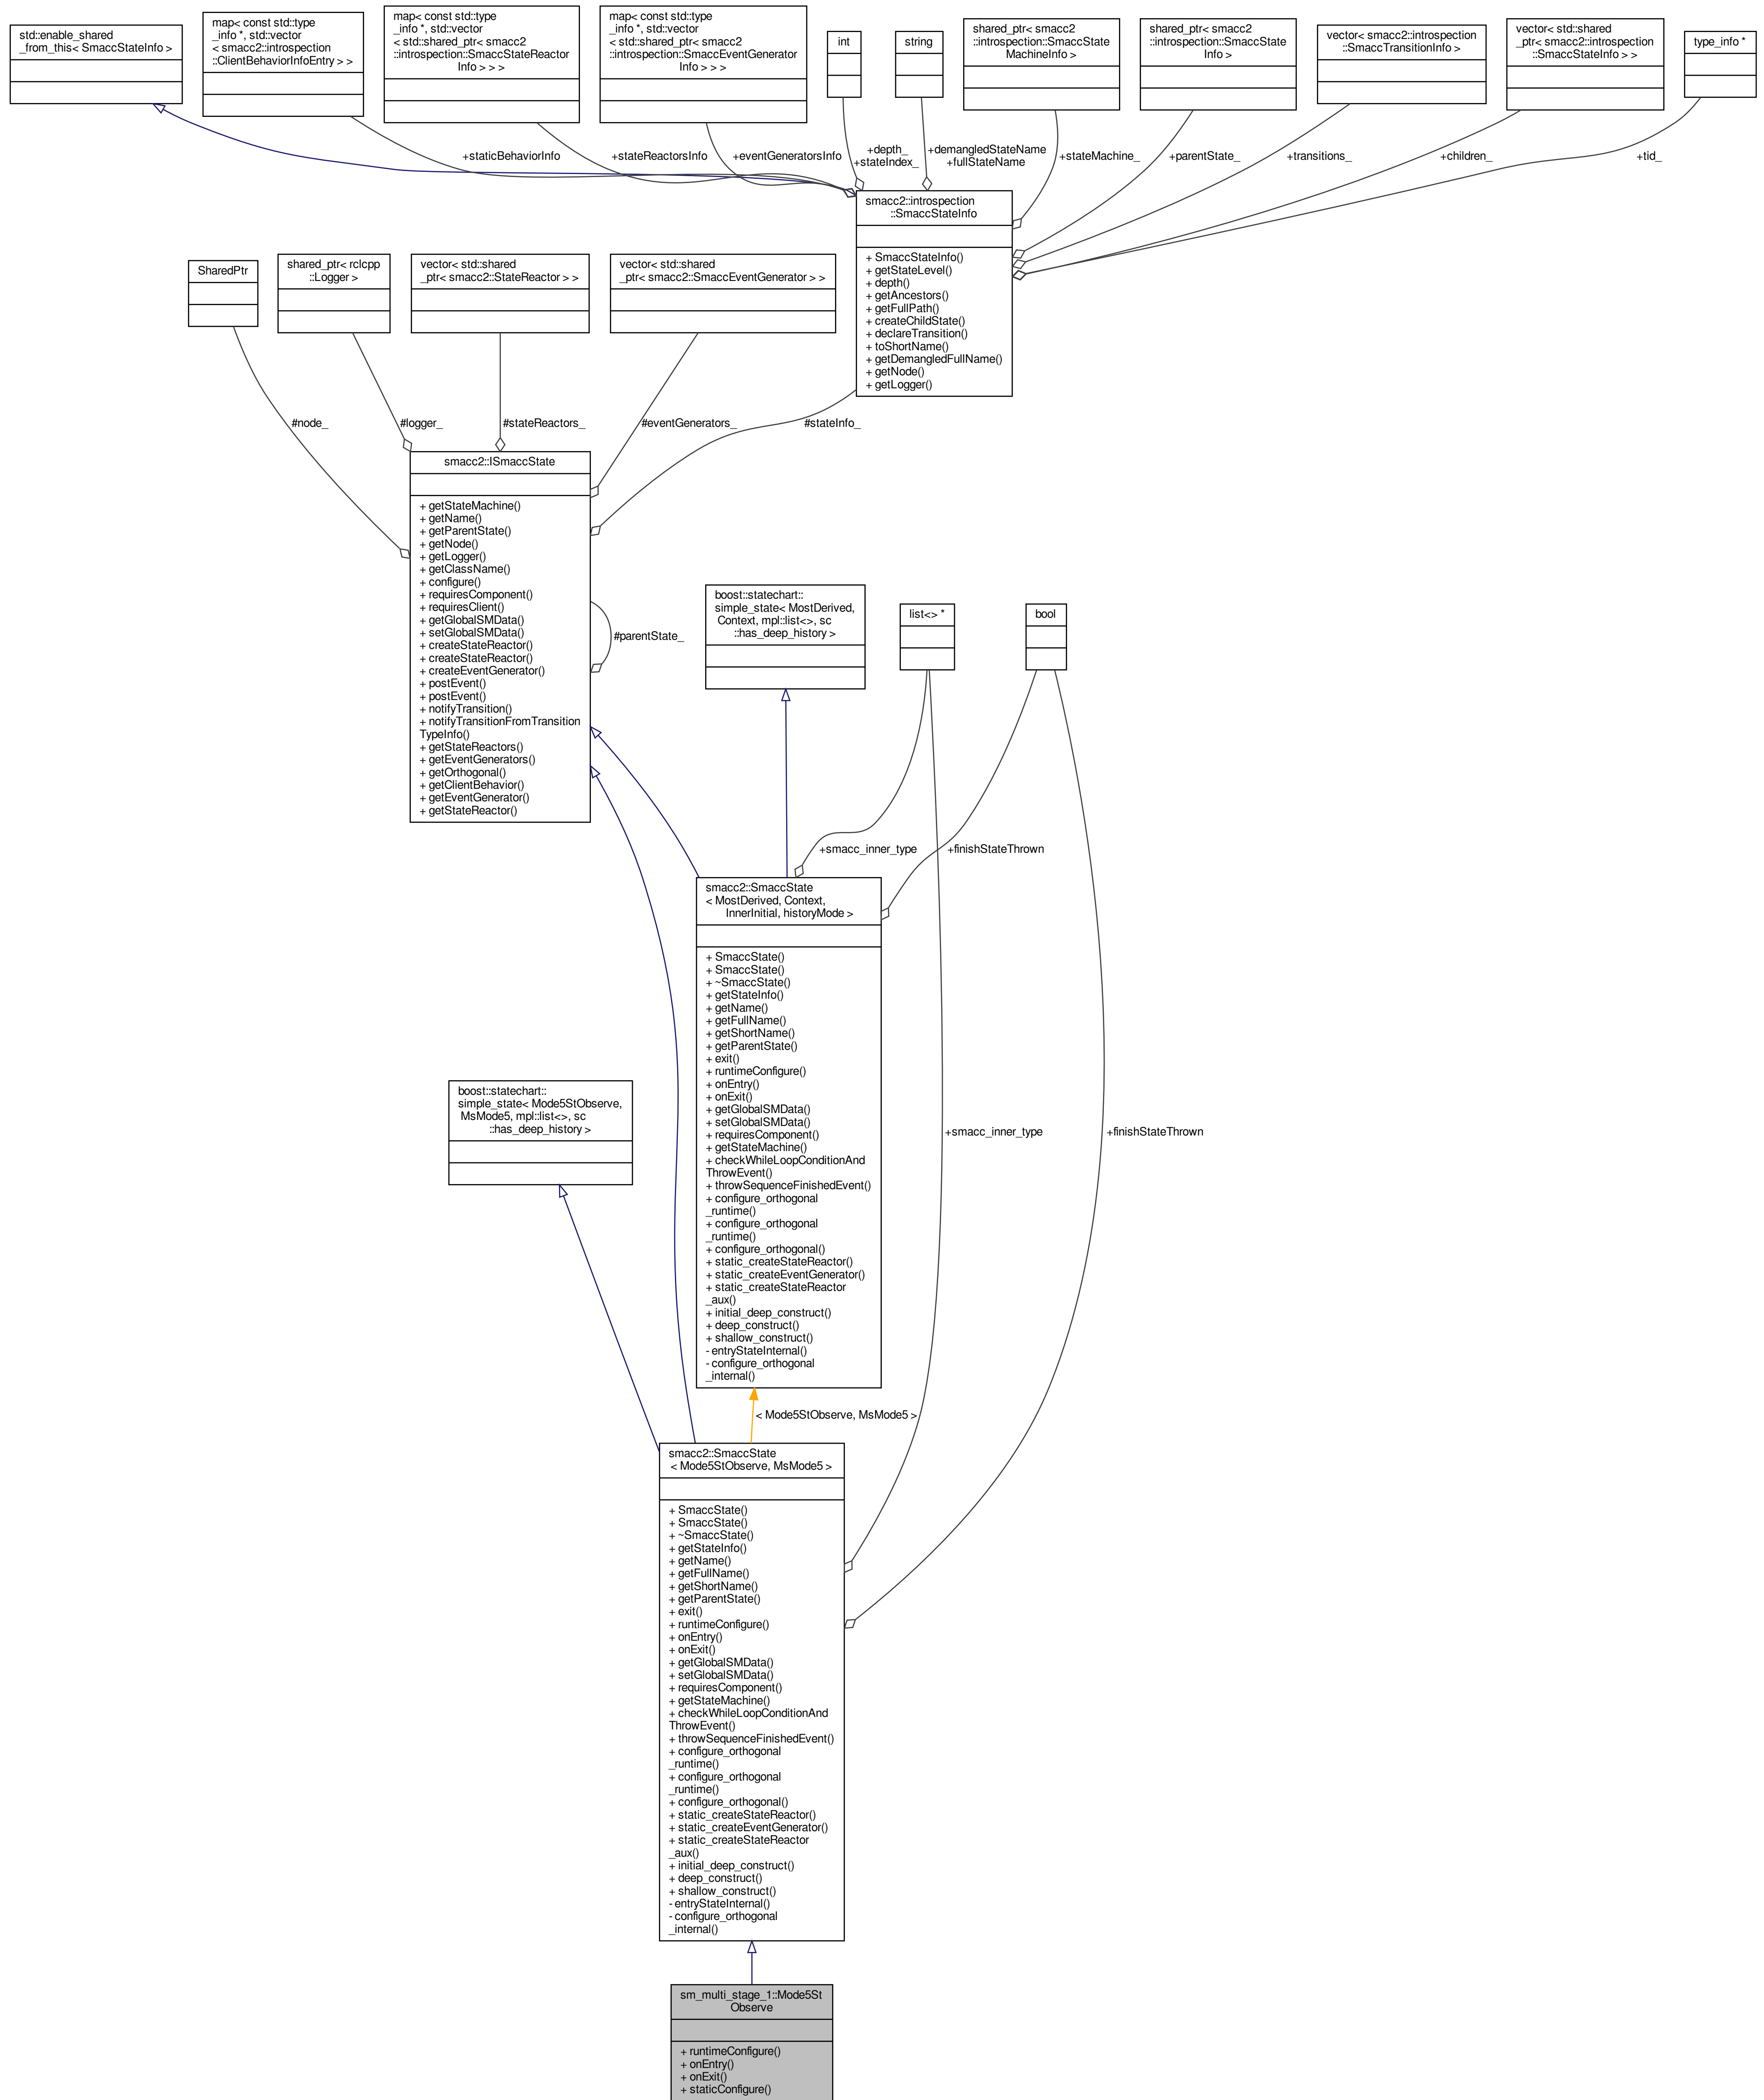 std::enable_shared
_from_this< SmaccStateInfo >
map< const std::type
_info *, std::vector
< smacc2::introspection
::ClientBehaviorInfoEntry > >
map< const std::type
_info *, std::vector
< std::shared_ptr< smacc2
::introspection::SmaccStateReactor
Info > > >
map< const std::type
_info *, std::vector
< std::shared_ptr< smacc2
::introspection::SmaccEventGenerator
Info > > >
int
string
shared_ptr< smacc2
::introspection::SmaccState
MachineInfo >
shared_ptr< smacc2
::introspection::SmaccState
Info >
vector< smacc2::introspection
::SmaccTransitionInfo >
vector< std::shared
_ptr< smacc2::introspection
::SmaccStateInfo > >
type_info *
+staticBehaviorInfo
+stateReactorsInfo
+eventGeneratorsInfo
+depth_
+stateIndex_
+demangledStateName
+fullStateName
+stateMachine_
+parentState_
+transitions_
+children_
+tid_
smacc2::introspection
::SmaccStateInfo
+ SmaccStateInfo()
+ getStateLevel()
+ depth()
+ getAncestors()
+ getFullPath()
+ createChildState()
+ declareTransition()
+ toShortName()
+ getDemangledFullName()
+ getNode()
+ getLogger()
SharedPtr
shared_ptr< rclcpp
::Logger >
vector< std::shared
_ptr< smacc2::StateReactor > >
vector< std::shared
_ptr< smacc2::SmaccEventGenerator > >
#node_
#logger_
#stateReactors_
#eventGenerators_
#stateInfo_
smacc2::ISmaccState
+ getStateMachine()
+ getName()
+ getParentState()
+ getNode()
+ getLogger()
+ getClassName()
+ configure()
+ requiresComponent()
+ requiresClient()
+ getGlobalSMData()
+ setGlobalSMData()
+ createStateReactor()
+ createStateReactor()
+ createEventGenerator()
+ postEvent()
+ postEvent()
+ notifyTransition()
+ notifyTransitionFromTransition
TypeInfo()
+ getStateReactors()
+ getEventGenerators()
+ getOrthogonal()
+ getClientBehavior()
+ getEventGenerator()
+ getStateReactor()
#parentState_
boost::statechart::
simple_state< MostDerived,
Context, mpl::list<>, sc
::has_deep_history >
list<> *
bool
+smacc_inner_type
+finishStateThrown
smacc2::SmaccState
< MostDerived, Context,
InnerInitial, historyMode >
+ SmaccState()
+ SmaccState()
+ ~SmaccState()
+ getStateInfo()
+ getName()
+ getFullName()
+ getShortName()
+ getParentState()
+ exit()
+ runtimeConfigure()
+ onEntry()
+ onExit()
+ getGlobalSMData()
+ setGlobalSMData()
+ requiresComponent()
+ getStateMachine()
+ checkWhileLoopConditionAnd
ThrowEvent()
+ throwSequenceFinishedEvent()
+ configure_orthogonal
_runtime()
+ configure_orthogonal
_runtime()
+ configure_orthogonal()
+ static_createStateReactor()
+ static_createEventGenerator()
+ static_createStateReactor
_aux()
+ initial_deep_construct()
+ deep_construct()
+ shallow_construct()
- entryStateInternal()
- configure_orthogonal
_internal()
boost::statechart::
simple_state< Mode5StObserve,
MsMode5, mpl::list<>, sc
::has_deep_history >
+smacc_inner_type
+finishStateThrown
< Mode5StObserve, MsMode5 >
smacc2::SmaccState
< Mode5StObserve, MsMode5 >
+ SmaccState()
+ SmaccState()
+ ~SmaccState()
+ getStateInfo()
+ getName()
+ getFullName()
+ getShortName()
+ getParentState()
+ exit()
+ runtimeConfigure()
+ onEntry()
+ onExit()
+ getGlobalSMData()
+ setGlobalSMData()
+ requiresComponent()
+ getStateMachine()
+ checkWhileLoopConditionAnd
ThrowEvent()
+ throwSequenceFinishedEvent()
+ configure_orthogonal
_runtime()
+ configure_orthogonal
_runtime()
+ configure_orthogonal()
+ static_createStateReactor()
+ static_createEventGenerator()
+ static_createStateReactor
_aux()
+ initial_deep_construct()
+ deep_construct()
+ shallow_construct()
- entryStateInternal()
- configure_orthogonal
_internal()
sm_multi_stage_1::Mode5St
Observe
+ runtimeConfigure()
+ onEntry()
+ onExit()
+ staticConfigure()